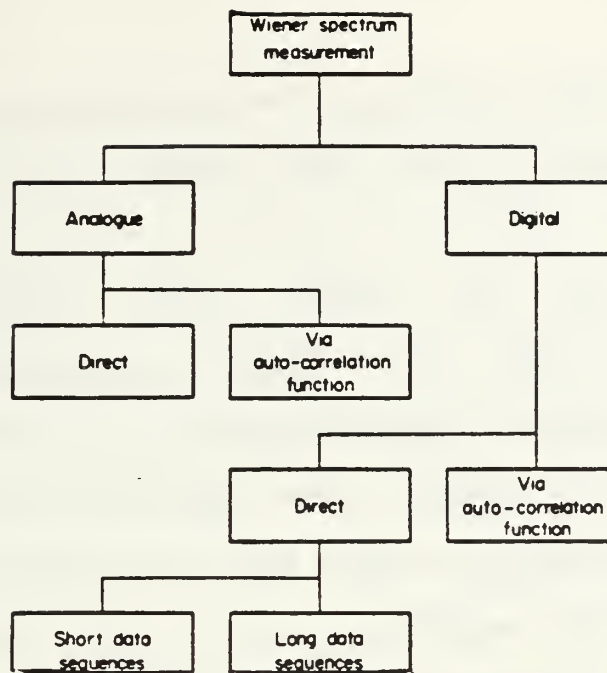 Wiener spectrum
measurement
Analogue
Digital
Direct
Via
auto-correlation
function
Direct
Via
auto-correlation
function
Short data
sequences
Long data
sequences